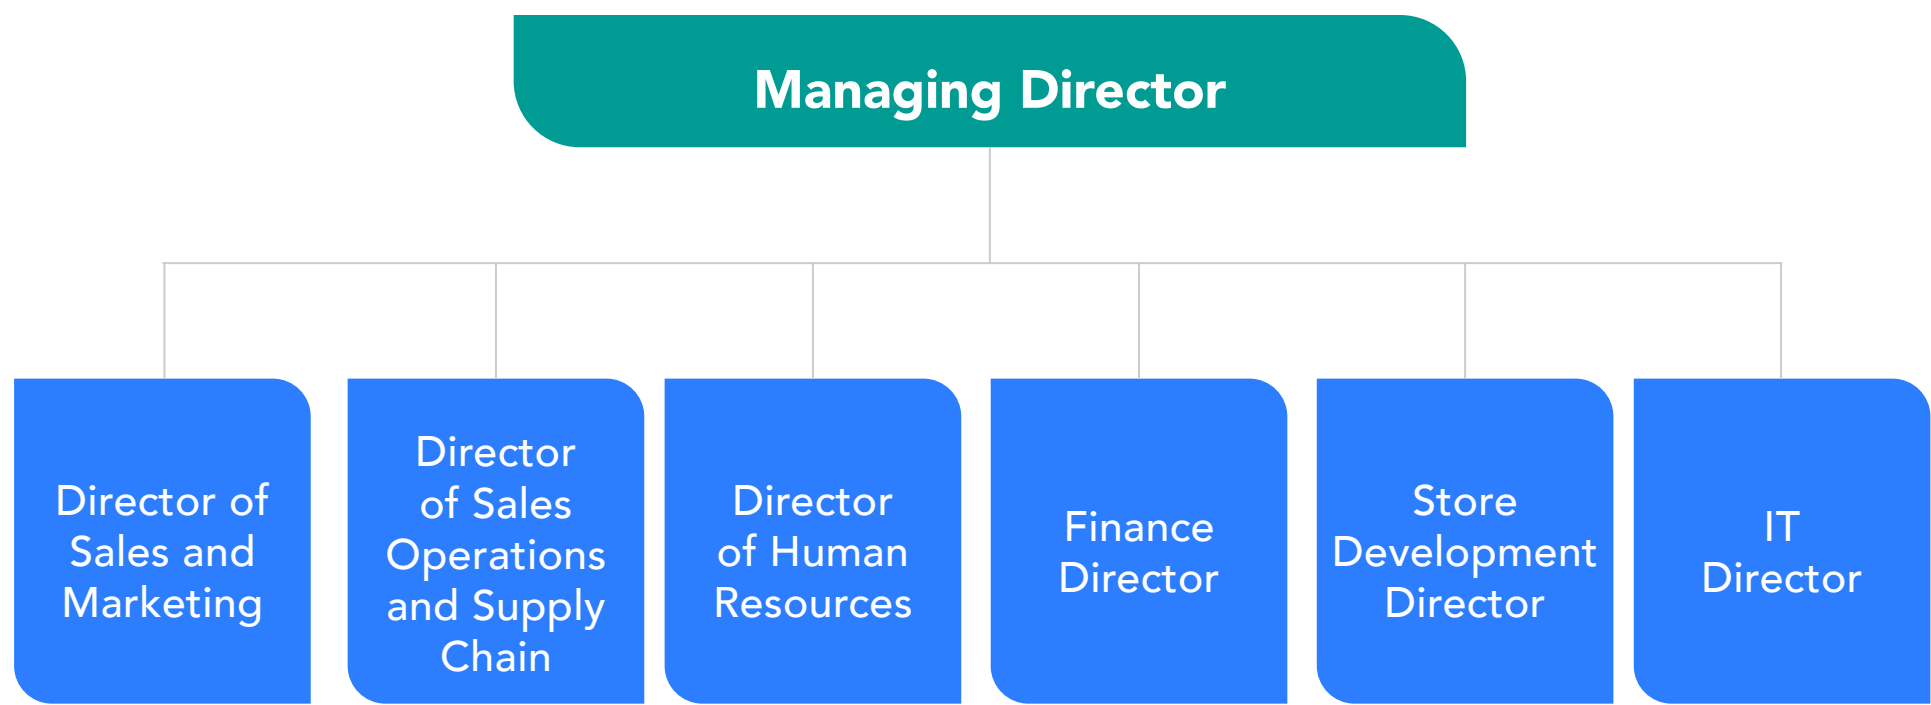 Managing Director
Director of
Sales and
Marketing
Director
of Sales
Operations
and Supply
Chain
Director
of Human
Resources
Finance
Director
Store
Development
Director
IT
Director